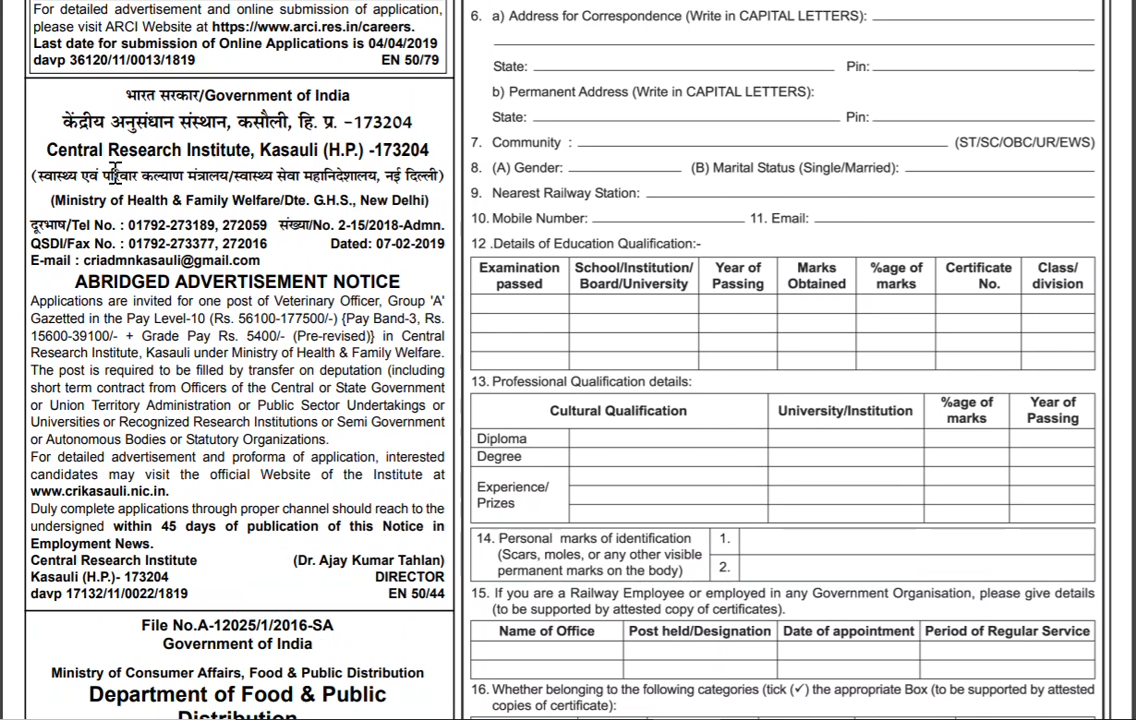 For detailed advertisement and online submission of application,
please visit ARCI Website at https://www.arci.res.in/careers.
Last date for submission of Online Applications is 04/04/2019
davp 36120/11/0013/1819 EN 50/79
भारत सरकार/Government of India
केंद्रीय अनुसंधान संस्थान, कसौली, हि. प्र. -173204
Central Research Institute, Kasauli (H.P.) -173204
(स्वास्थ्य एवं परिवार कल्याण मंत्रालय/स्वास्थ्य सेवा महानिदेशालय, नई दिल्ली)
(Ministry of Health & Family Welfare/Dte. G.H.S., New Delhi)
दूरभाष/Tel No. : 01792-273189, 272059 संख्या/No. 2-15/2018-Admn.
QSDI/Fax No. : 01792-273377, 272016 Dated: 07-02-2019
E-mail : criadmnkasauli@gmail.com
ABRIDGED ADVERTISEMENT NOTICE
Applications are invited for one post of Veterinary Officer, Group 'A'
Gazetted in the Pay Level-10 (Rs. 56100-177500/-) {Pay Band-3, Rs.
15600-39100/- + Grade Pay Rs. 5400/- (Pre-revised)} in Central
Research Institute, Kasauli under Ministry of Health & Family Welfare.
The post is required to be filled by transfer on deputation (including
short term contract from Officers of the Central or State Government
or Union Territory Administration or Public Sector Undertakings or
Universities or Recognized Research Institutions or Semi Government
or Autonomous Bodies or Statutory Organizations.
For detailed advertisement and proforma of application, interested
candidates may visit the official Website of the Institute at
www.crikasauli.nic.in.
Duly complete applications through proper channel should reach to the
undersigned within 45 days of publication of this Notice in
Employment News.
Central Research Institute (Dr. Ajay Kumar Tahlan)
Kasauli (H.P.)- 173204 DIRECTOR
davp 17132/11/0022/1819 EN 50/44
File No.A-12025/1/2016-SA
Government of India
Ministry of Consumer Affairs, Food & Public Distribution
Department of Food & Public
Distribution
6. a) Address for Correspondence (Write in CAPITAL LETTERS):
State: Pin:
b) Permanent Address (Write in CAPITAL LETTERS):
State: Pin:
7. Community : (ST/SC/OBC/UR/EWS)
8. (A) Gender: (B) Marital Status (Single/Married):
9. Nearest Railway Station:
10. Mobile Number: 11. Email:
12 .Details of Education Qualification:-
Examination passed School/Institution/ Board/University Year of Passing Marks Obtained %age of marks Certificate No. Class/ division
13. Professional Qualification details:
Cultural Qualification University/Institution %age of marks Year of Passing
Diploma
Degree
Experience/
Prizes
14. Personal marks of identification 1.
(Scars, moles, or any other visible
permanent marks on the body) 2.
15. If you are a Railway Employee or employed in any Government Organisation, please give details
(to be supported by attested copy of certificates).
Name of Office Post held/Designation Date of appointment Period of Regular Service
16. Whether belonging to the following categories (tick (✓) the appropriate Box (to be supported by attested
copies of certificate):